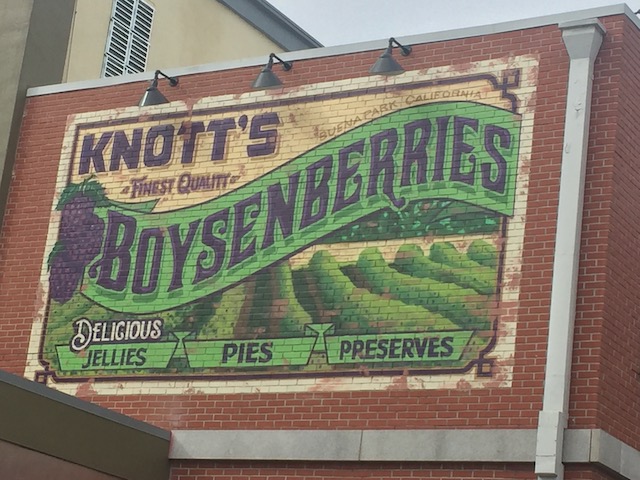 KNOTT'S
BUENA PARK, CALIFORNIA
FINEST QUALITY
BOYSENBERRIES
DELICIOUS
JELLIES PIES PRESERVES